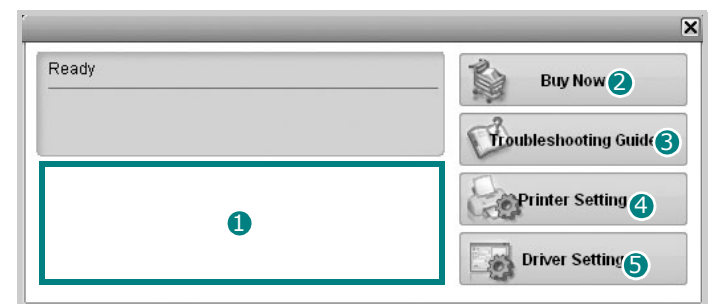 Ready
Buy Now 2
Troubleshooting Guide 3
1
Printer Setting 4
Driver Setting 5